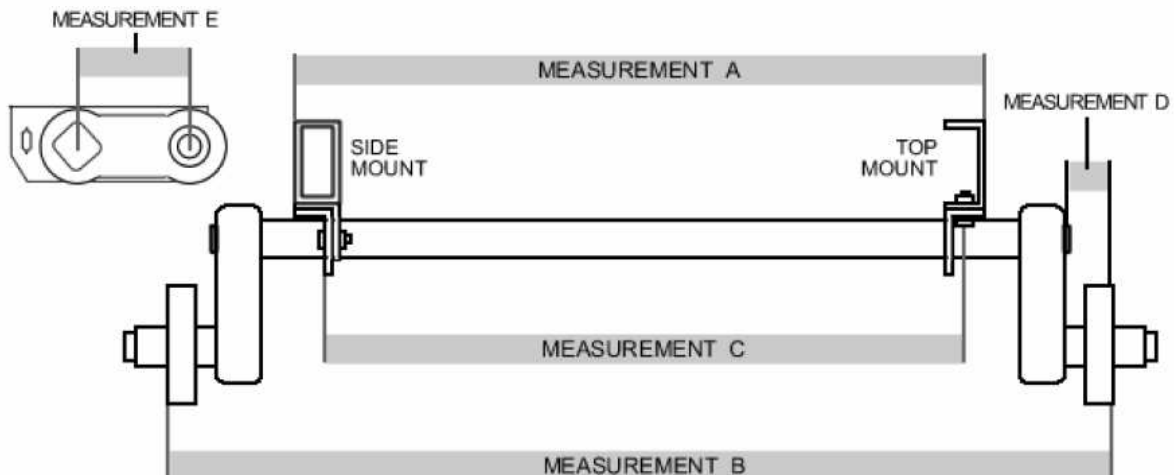 MEASUREMENT E
MEASUREMENT A
MEASUREMENT D
SIDE
MOUNT
TOP
MOUNT
MEASUREMENT C
MEASUREMENT B